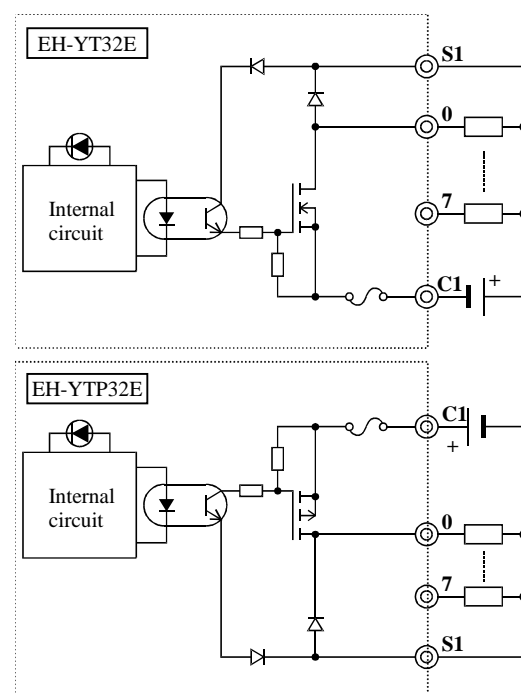 EH-YT32E
S1
0
Internal
circuit
7
C1
+
EH-YTP32E
C1
+
Internal
circuit
0
7
S1